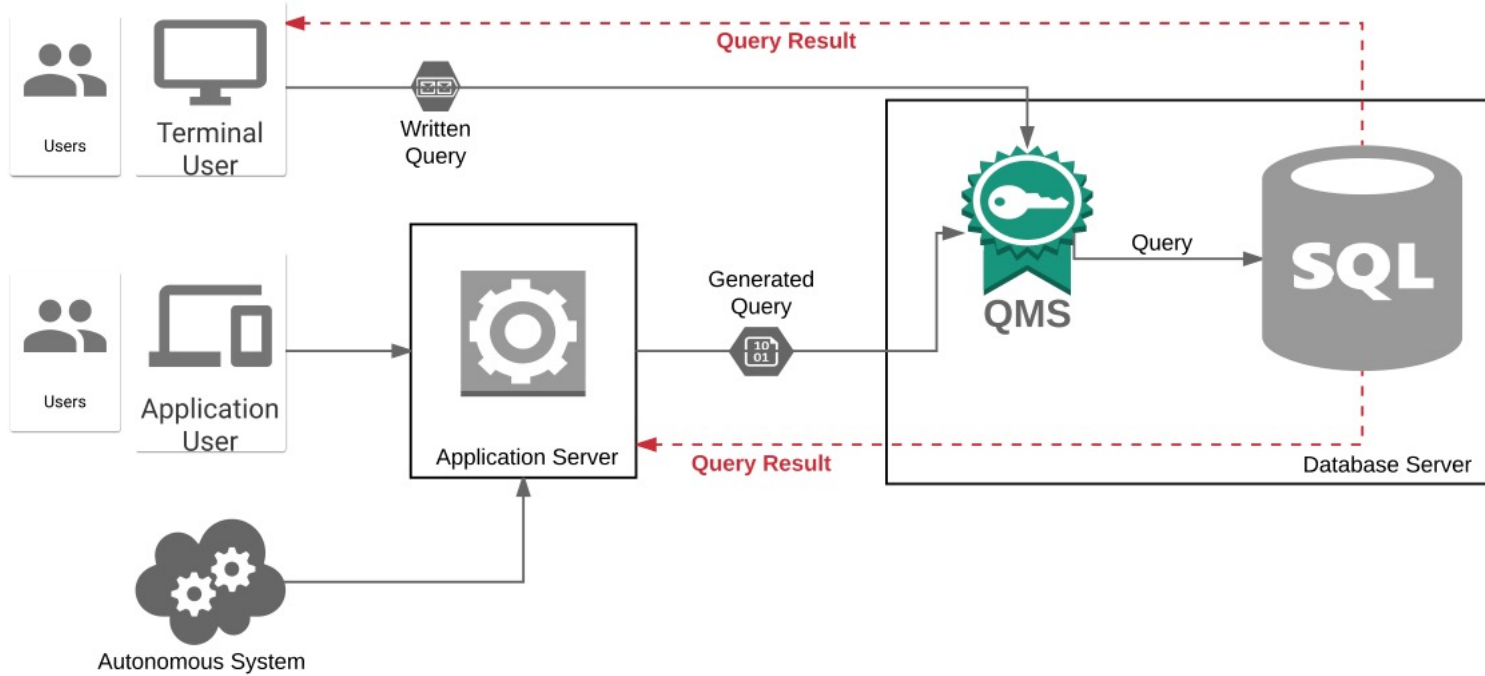 Query Result
Users
Terminal
User
Written
Query
Users
Application
User
Application Server
Generated
Query
10
01
QMS
Query
SQL
Query Result
Database Server
Autonomous System